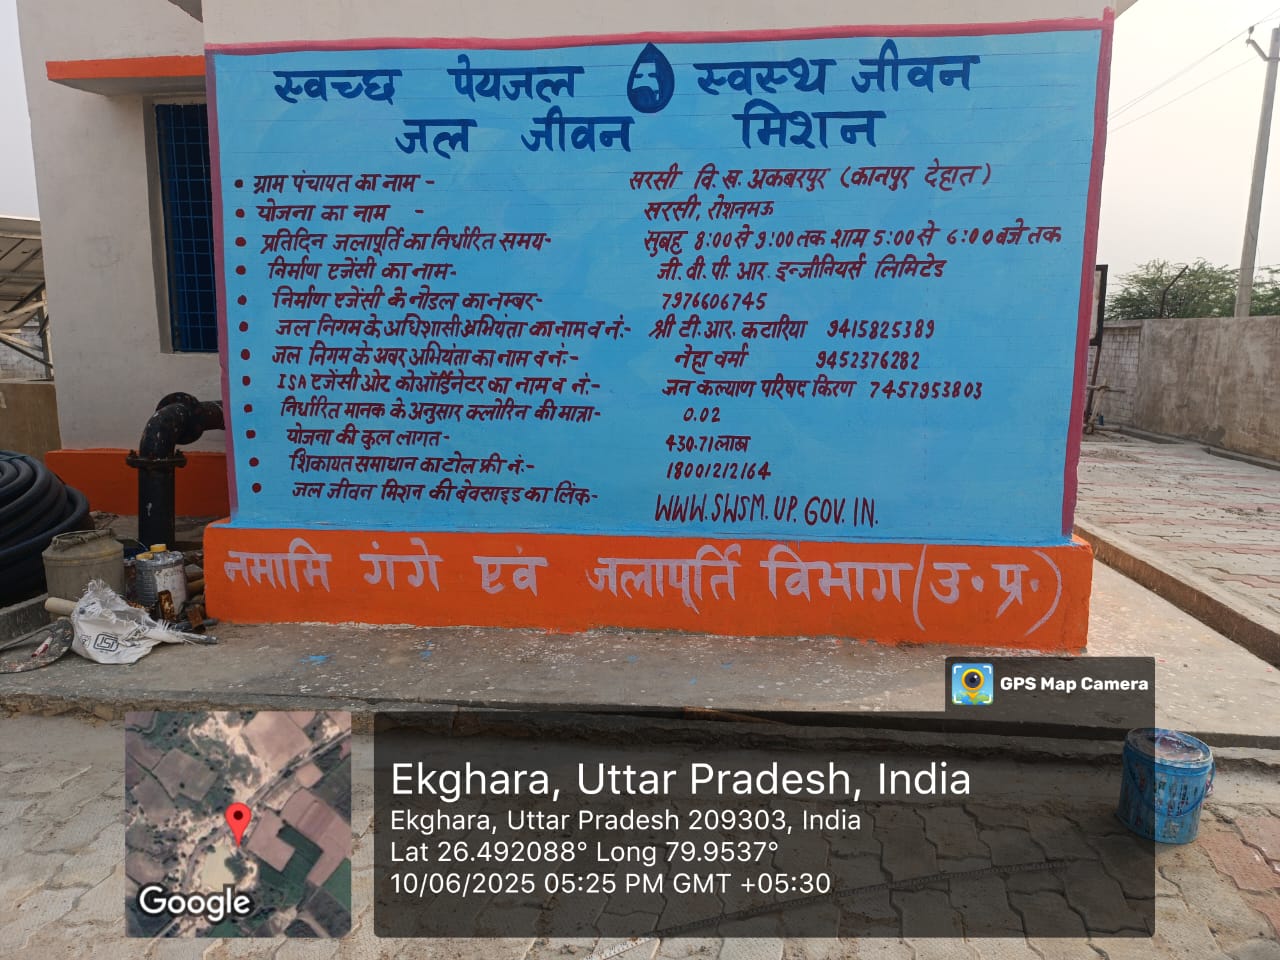 स्वच्छ पेयजल स्वस्थ जीवन
जल जीवन मिशन
• ग्राम पंचायत का नाम - सरसी वि.ख. अकबरपुर (कानपुर देहात)
• योजना का नाम - सरसी, रोशनमऊ
• प्रतिदिन जलापूर्ति का निर्धारित समय- सुबह 8:00 से 9:00 तक शाम 5:00 से 6:00 बजे तक
• निर्माण एजेंसी का नाम- जी.वी.पी.आर. इन्जीनियर्स लिमिटेड
• निर्माण एजेंसी के नोडल का नम्बर- 7976606745
• जल निगम के अधिशासी अभियंता का नाम व नं:- श्री टी.आर. कटारिया 9415825389
• जल निगम के अवर अभियंता का नाम व नं:- नेहा वर्मा 9452376282
• ISA एजेंसी और कोऑर्डिनेटर का नाम व नं:- जन कल्याण परिषद किरण 7457953803
• निर्धारित मानक के अनुसार क्लोरिन की मात्रा- 0.02
• योजना की कुल लागत- 430.71 लाख
• शिकायत समाधान का टोल फ्री नं:- 18001212164
• जल जीवन मिशन की बेवसाइड का लिंक- WWW.SWSM.UP.GOV.IN.
नमामि गंगे एवं जलापूर्ति विभाग (उ.प्र.)
GPS Map Camera
Ekghara, Uttar Pradesh, India
Ekghara, Uttar Pradesh 209303, India
Lat 26.492088° Long 79.9537°
10/06/2025 05:25 PM GMT +05:30
Google